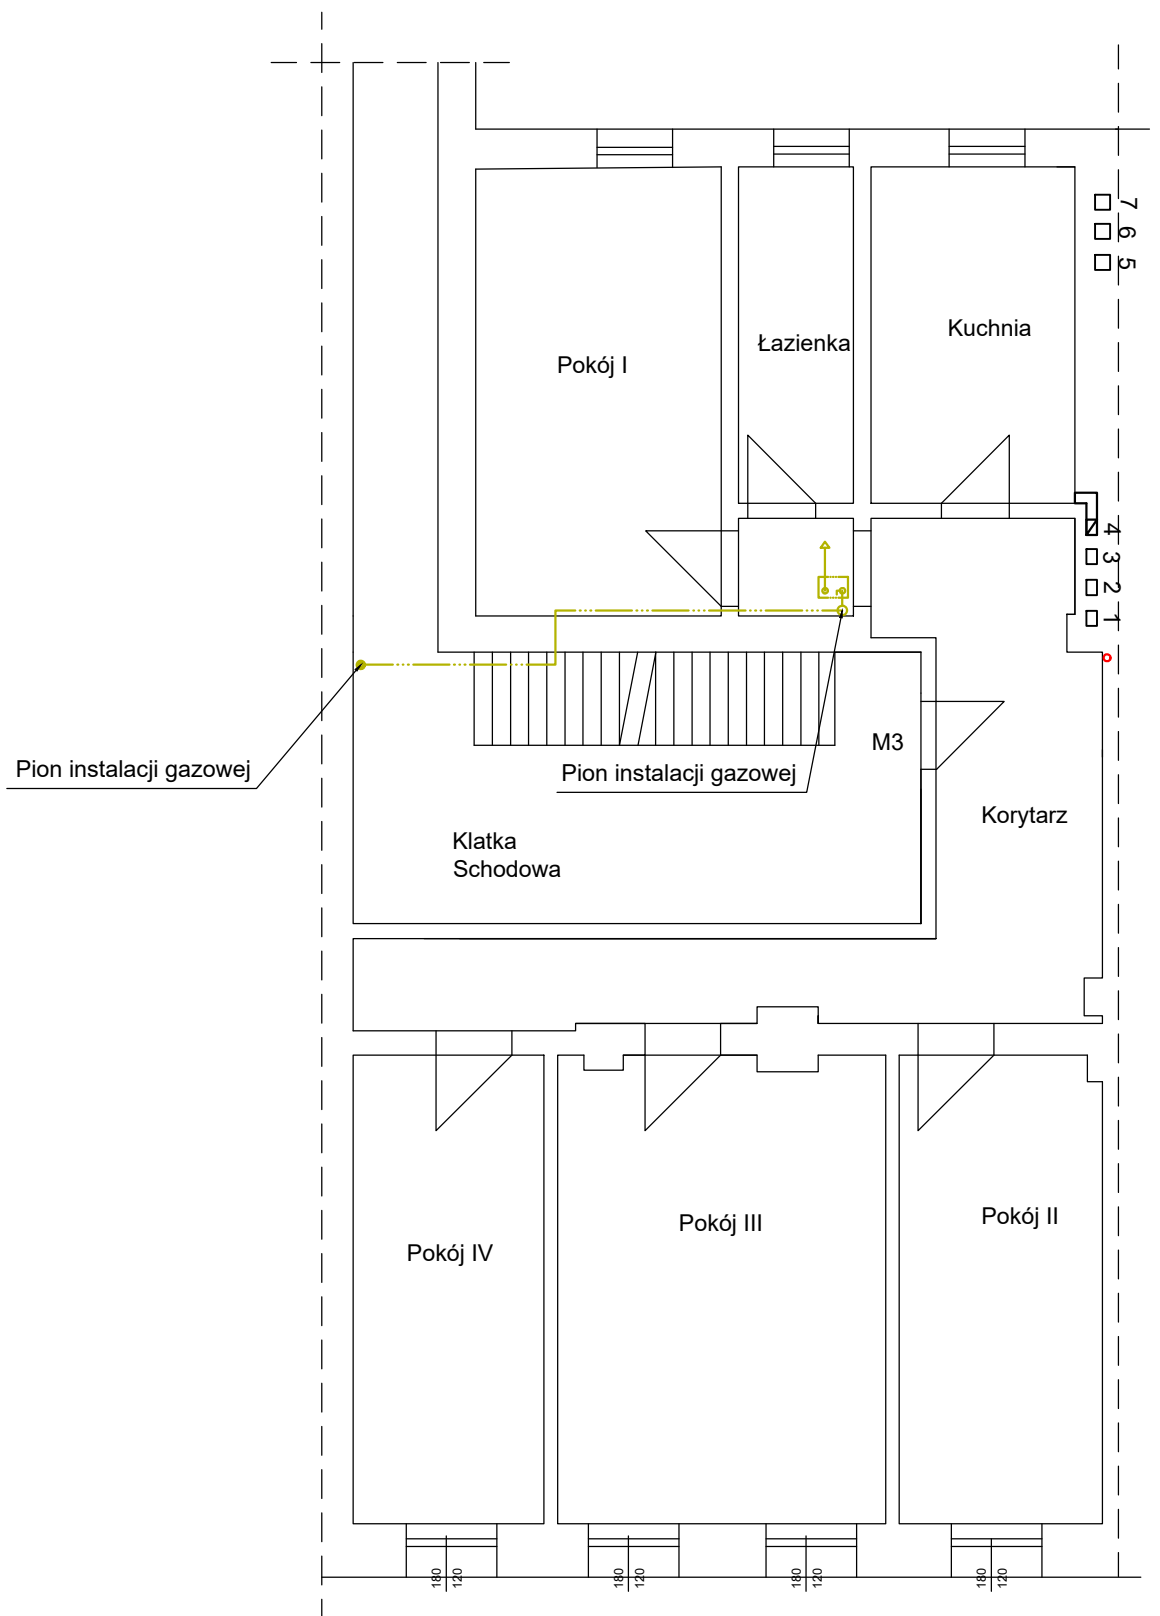 7
6
5
Kuchnia
Łazienka
Pokój I
4
3
2
1
M3
Pion instalacji gazowej
Pion instalacji gazowej
Korytarz
Klatka
Schodowa
Pokój II
Pokój III
Pokój IV
180
120
180
120
180
120
180
120